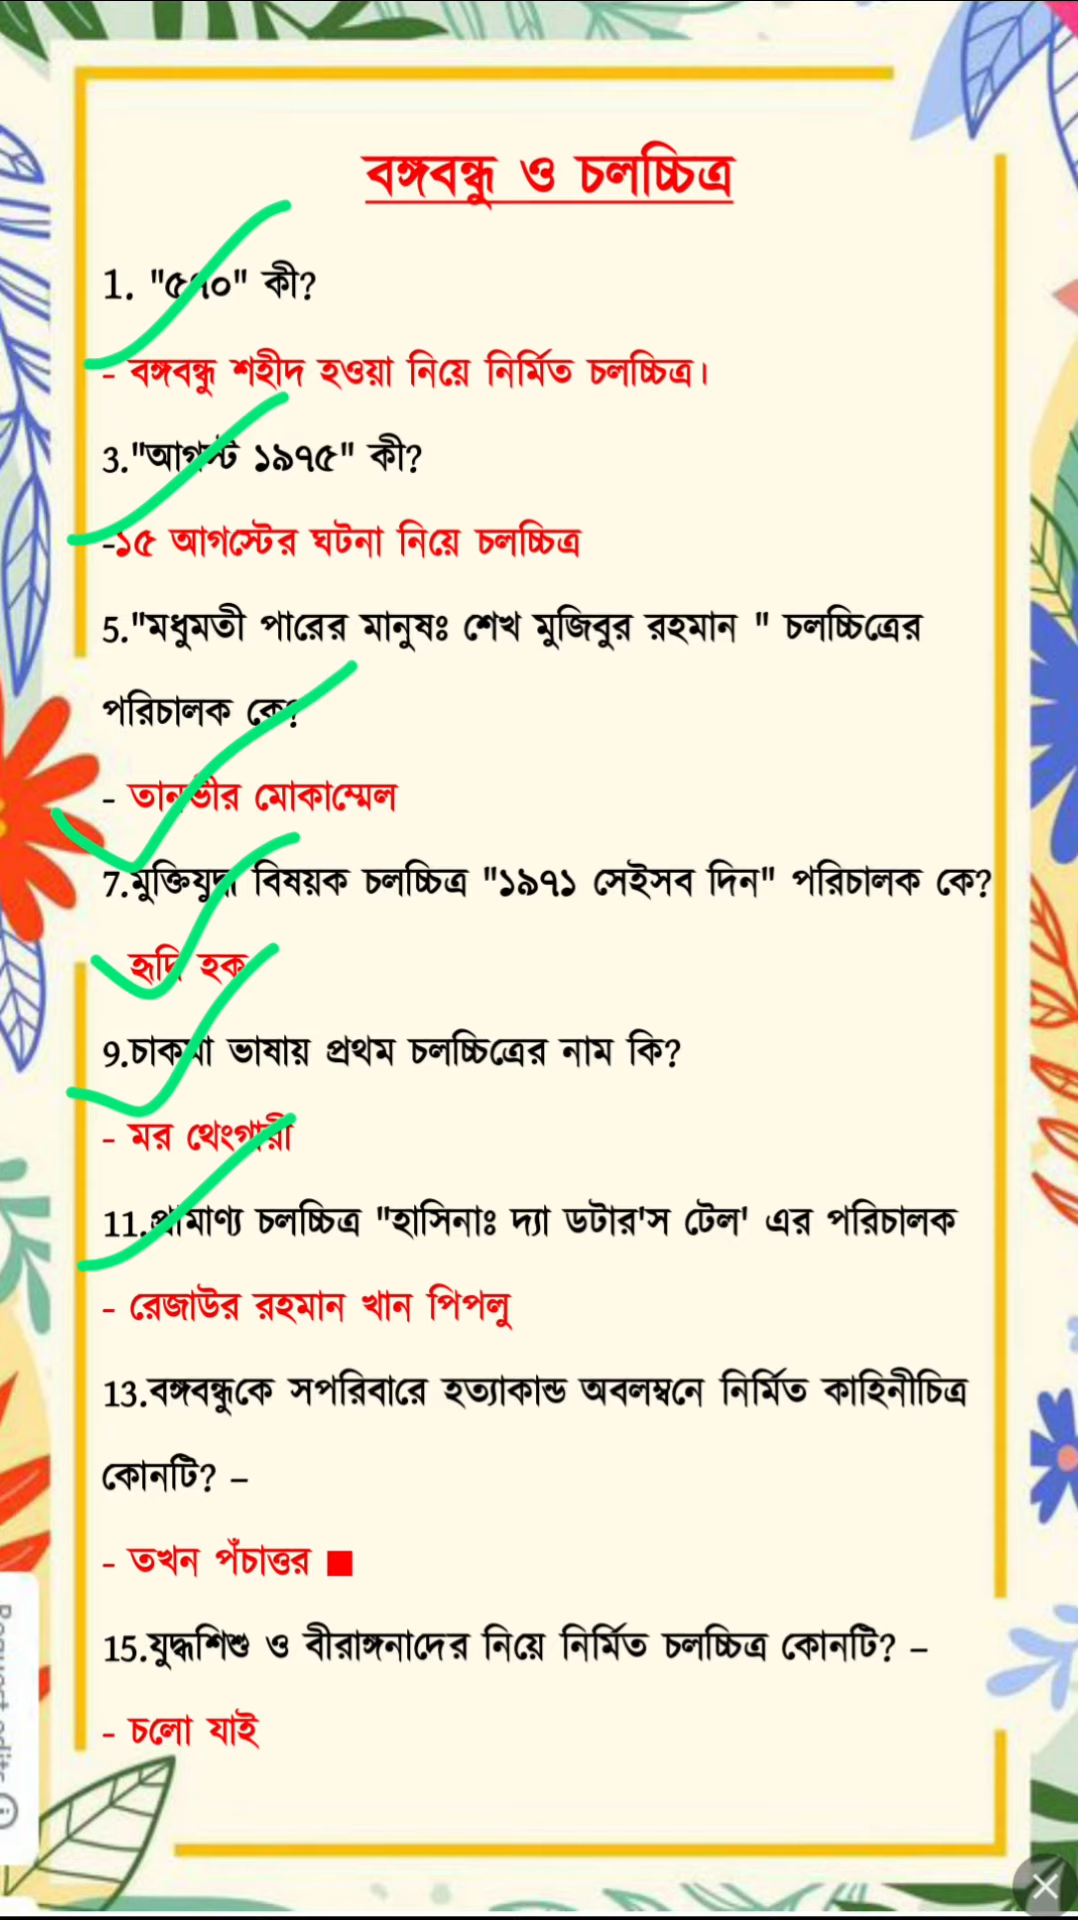 বঙ্গবন্ধু ও চলচ্চিত্র
1. "৫৭০" কী?
- বঙ্গবন্ধু শহীদ হওয়া নিয়ে নির্মিত চলচ্চিত্র।
3."আগস্ট ১৯৭৫" কী?
-১৫ আগস্টের ঘটনা নিয়ে চলচ্চিত্র
5."মধুমতী পারের মানুষঃ শেখ মুজিবুর রহমান " চলচ্চিত্রের
পরিচালক কে?
- তানভীর মোকাম্মেল
7.মুক্তিযুদ্ধ বিষয়ক চলচ্চিত্র "১৯৭১ সেইসব দিন" পরিচালক কে?
হৃদি হক
9.চাকমা ভাষায় প্রথম চলচ্চিত্রের নাম কি?
- মর থেংগারী
11.প্রামাণ্য চলচ্চিত্র "হাসিনাঃ দ্যা ডটার'স টেল' এর পরিচালক
- রেজাউর রহমান খান পিপলু
13.বঙ্গবন্ধুকে সপরিবারে হত্যাকান্ড অবলম্বনে নির্মিত কাহিনীচিত্র
কোনটি? –
- তখন পঁচাত্তর ■
15.যুদ্ধশিশু ও বীরাঙ্গনাদের নিয়ে নির্মিত চলচ্চিত্র কোনটি? –
- চলো যাই